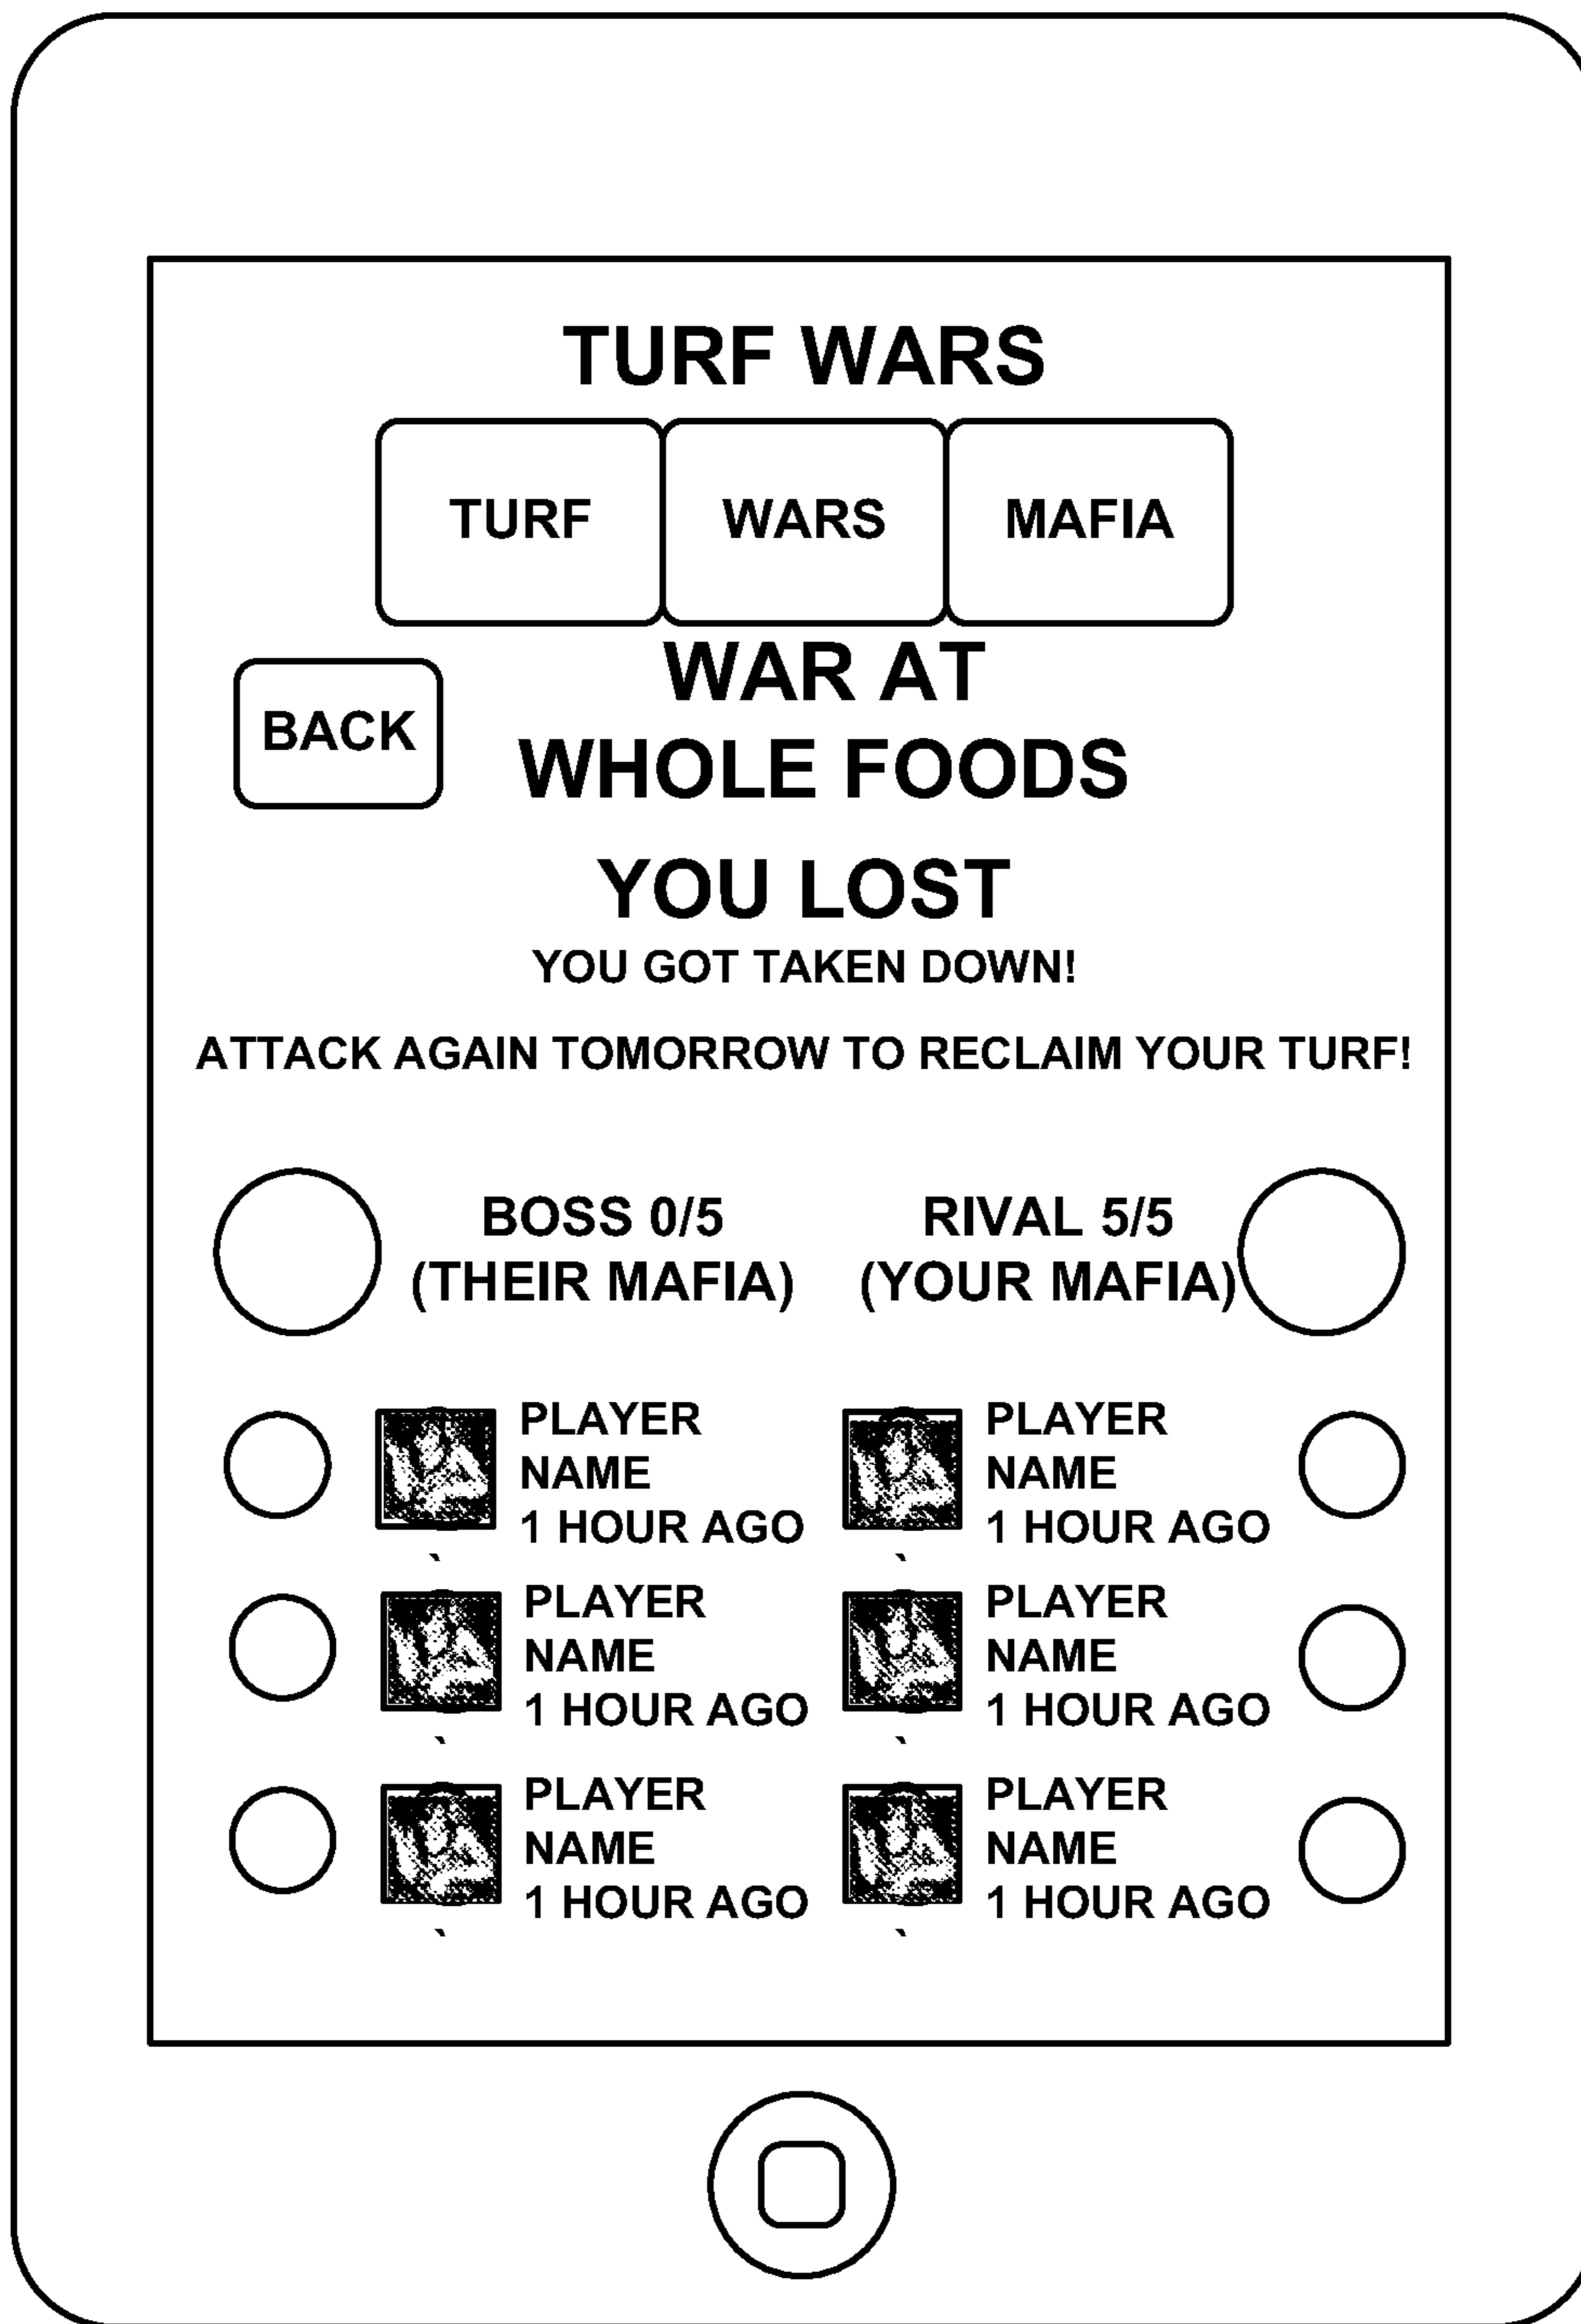 TURF WARS
TURF WARS MAFIA
WAR AT
BACK
WHOLE FOODS
YOU LOST
YOU GOT TAKEN DOWN!
ATTACK AGAIN TOMORROW TO RECLAIM YOUR TURF!
BOSS 0/5
(THEIR MAFIA)
RIVAL 5/5
(YOUR MAFIA)
PLAYER
NAME
1 HOUR AGO
PLAYER
NAME
1 HOUR AGO
PLAYER
NAME
1 HOUR AGO
PLAYER
NAME
1 HOUR AGO
PLAYER
NAME
1 HOUR AGO
PLAYER
NAME
1 HOUR AGO